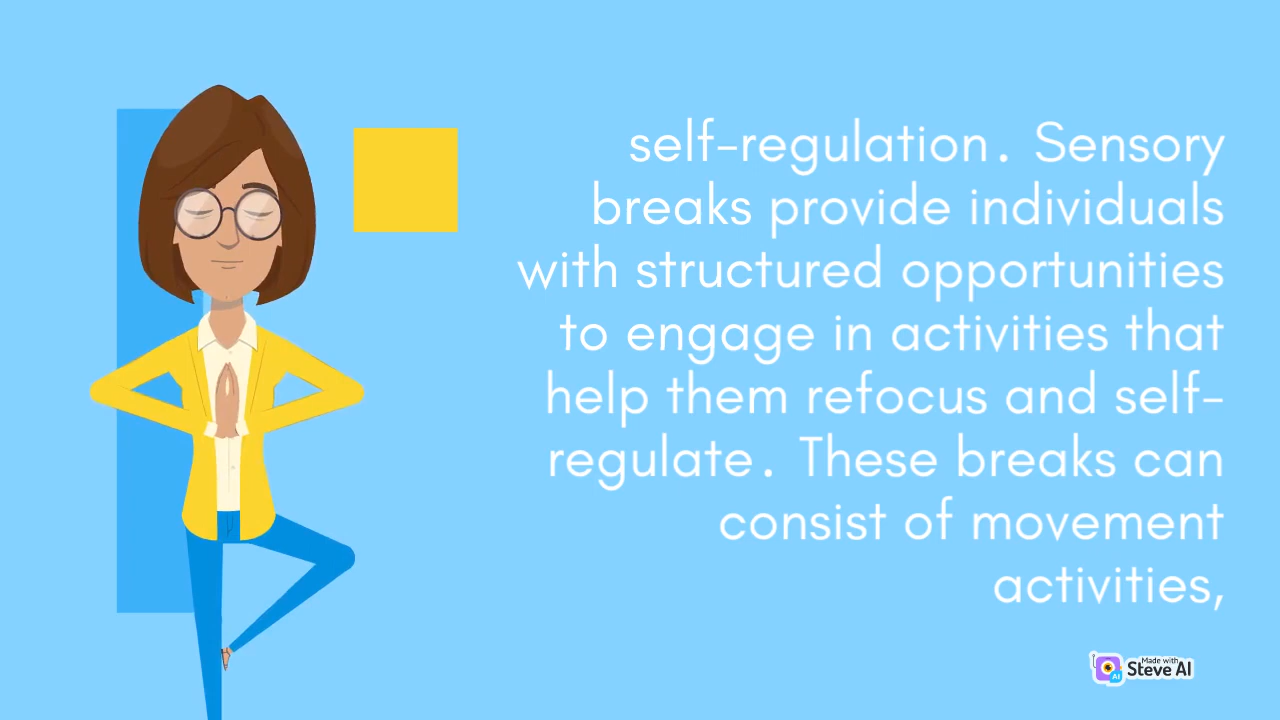 self-regulation. Sensory
breaks provide individuals
with structured opportunities
to engage in activities that
help them refocus and self-
regulate. These breaks can
consist of movement
activities,
Made with
Steve AI
AI